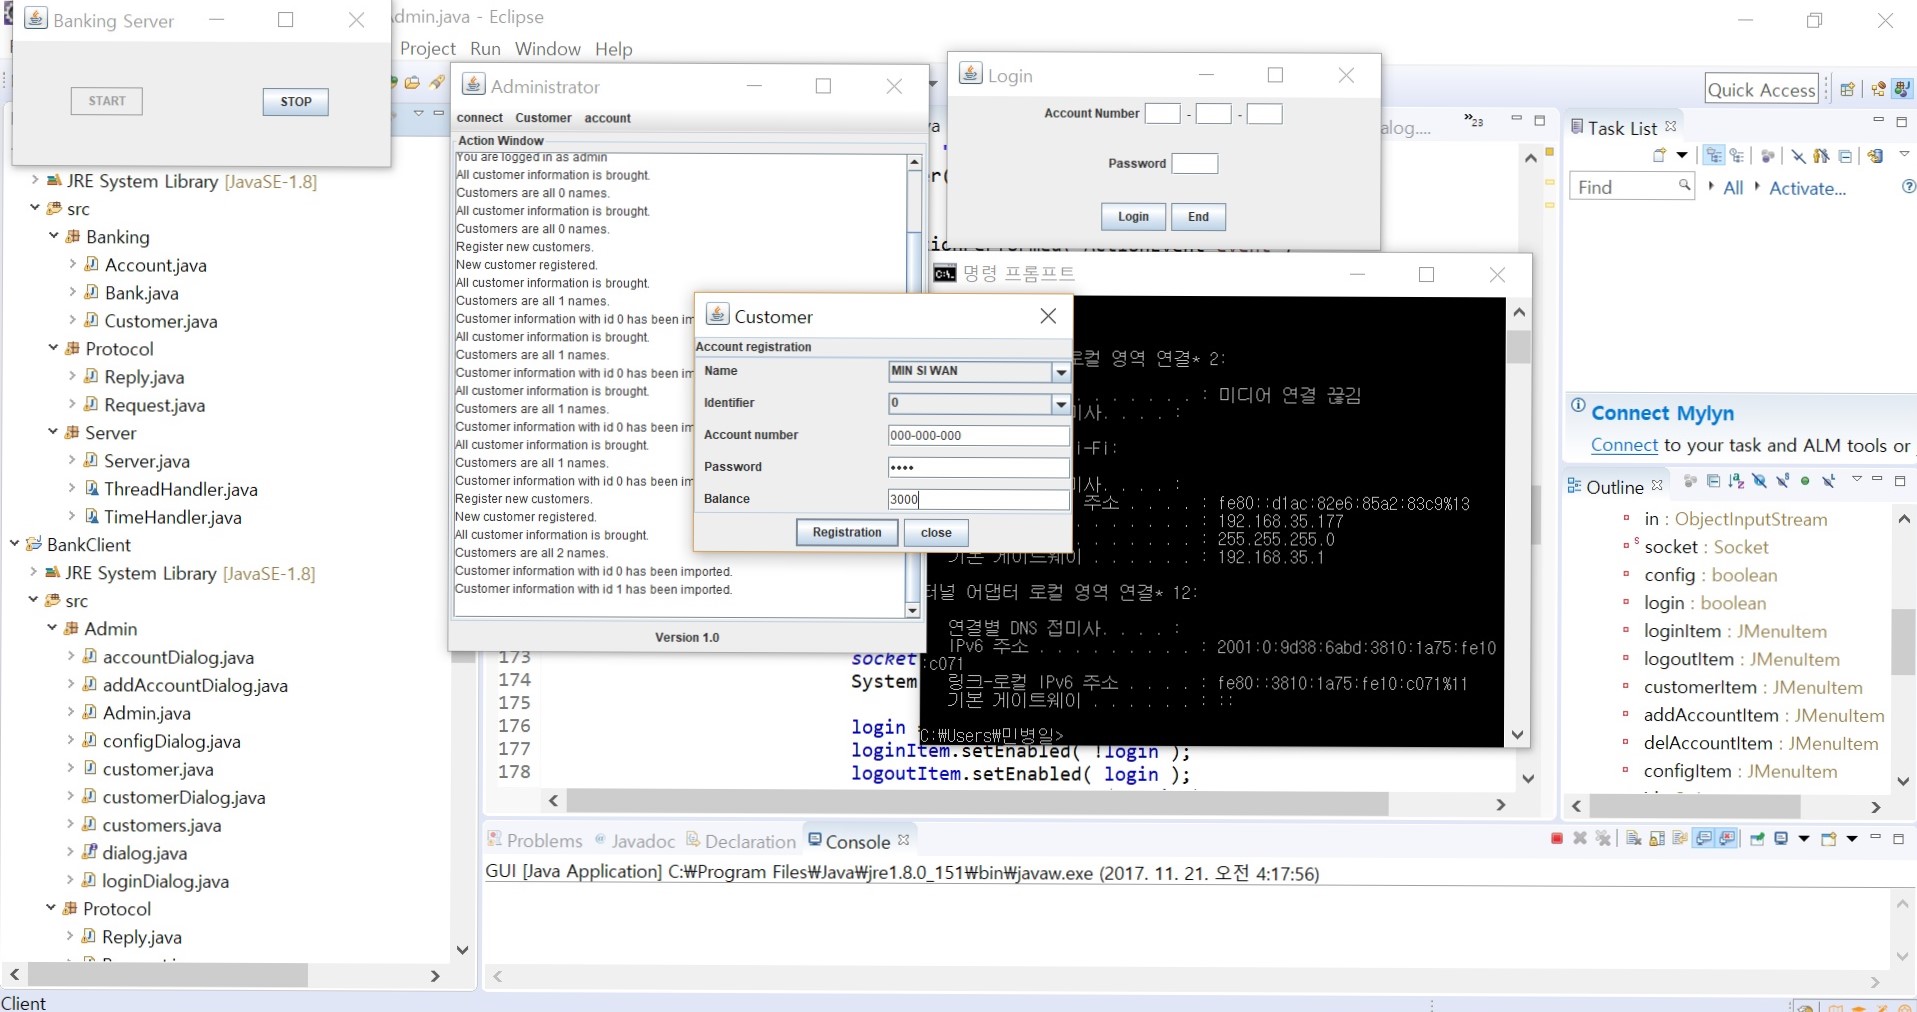 Banking Server
Admin.java - Eclipse
Project Run Window Help
START
STOP
Quick Access
JRE System Library [JavaSE-1.8]
src
Banking
Account.java
Bank.java
Customer.java
Protocol
Reply.java
Request.java
Server
Server.java
ThreadHandler.java
TimeHandler.java
BankClient
JRE System Library [JavaSE-1.8]
src
Admin
accountDialog.java
addAccountDialog.java
Admin.java
configDialog.java
customer.java
customerDialog.java
customers.java
dialog.java
loginDialog.java
Protocol
Reply.java
Client
Administrator
connect Customer account
Action Window
You are logged in as admin
All customer information is brought.
Customers are all 0 names.
All customer information is brought.
Customers are all 0 names.
Register new customers.
New customer registered.
All customer information is brought.
Customers are all 1 names.
Customer information with id 0 has been im
All customer information is brought.
Customers are all 1 names.
Customer information with id 0 has been im
All customer information is brought.
Customers are all 1 names.
Customer information with id 0 has been im
All customer information is brought.
Customers are all 1 names.
Customer information with id 0 has been im
Register new customers.
New customer registered.
All customer information is brought.
Customers are all 2 names.
Customer information with id 0 has been imported.
Customer information with id 1 has been imported.
Version 1.0
Login
Account Number - -
Password
Login End
alog....
»23
Customer
Account registration
Name MIN SI WAN
Identifier 0
Account number 000-000-000
Password ••••
Balance 3000
Registration close
명령 프롬프트
로컬 영역 연결* 2:
. . . . . . . : 미디어 연결 끊김
미사. . . . :
i-Fi:
미사. . . . :
주소 . . . . : fe80::d1ac:82e6:85a2:83c9%13
. . . . . . . : 192.168.35.177
. . . . . . . : 255.255.255.0
기본 게이트웨이 . . . . . . : 192.168.35.1
터널 어댑터 로컬 영역 연결* 12:
연결별 DNS 접미사. . . . :
IPv6 주소 . . . . . . . . . : 2001:0:9d38:6abd:3810:1a75:fe10
:c071
링크-로컬 IPv6 주소 . . . . : fe80::3810:1a75:fe10:c071%11
기본 게이트웨이 . . . . . . : ::
C:₩Users₩민병일>
173 socket
174 System
175
176 login
177 loginItem.setEnabled( !login );
178 logoutItem.setEnabled( login );
Task List
Find All Activate...
Connect Mylyn
Connect to your task and ALM tools or
Outline
in : ObjectInputStream
socket : Socket
config : boolean
login : boolean
loginItem : JMenuItem
logoutItem : JMenuItem
customerItem : JMenuItem
addAccountItem : JMenuItem
delAccountItem : JMenuItem
configItem : JMenuItem
Problems Javadoc Declaration Console
GUI [Java Application] C:₩Program Files₩Java₩jre1.8.0_151₩bin₩javaw.exe (2017. 11. 21. 오전 4:17:56)